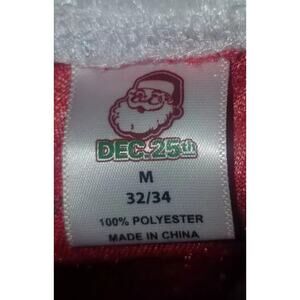 DEC. 25th
M
32/34
100% POLYESTER
MADE IN CHINA